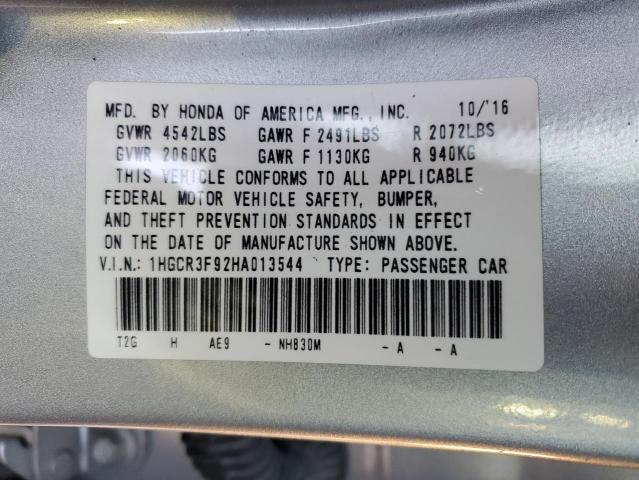 MFD. BY HONDA OF AMERICA MFG., INC. 10/'16
GVWR 4542LBS GAWR F 2491LBS R 2072LBS
GVWR 2060KG GAWR F 1130KG R 940KG
THIS VEHICLE CONFORMS TO ALL APPLICABLE
FEDERAL MOTOR VEHICLE SAFETY, BUMPER,
AND THEFT PREVENTION STANDARDS IN EFFECT
ON THE DATE OF MANUFACTURE SHOWN ABOVE.
V.I.N.: 1HGCR3F92HA013544 TYPE: PASSENGER CAR
T2G H AE9 - NH830M - A - A